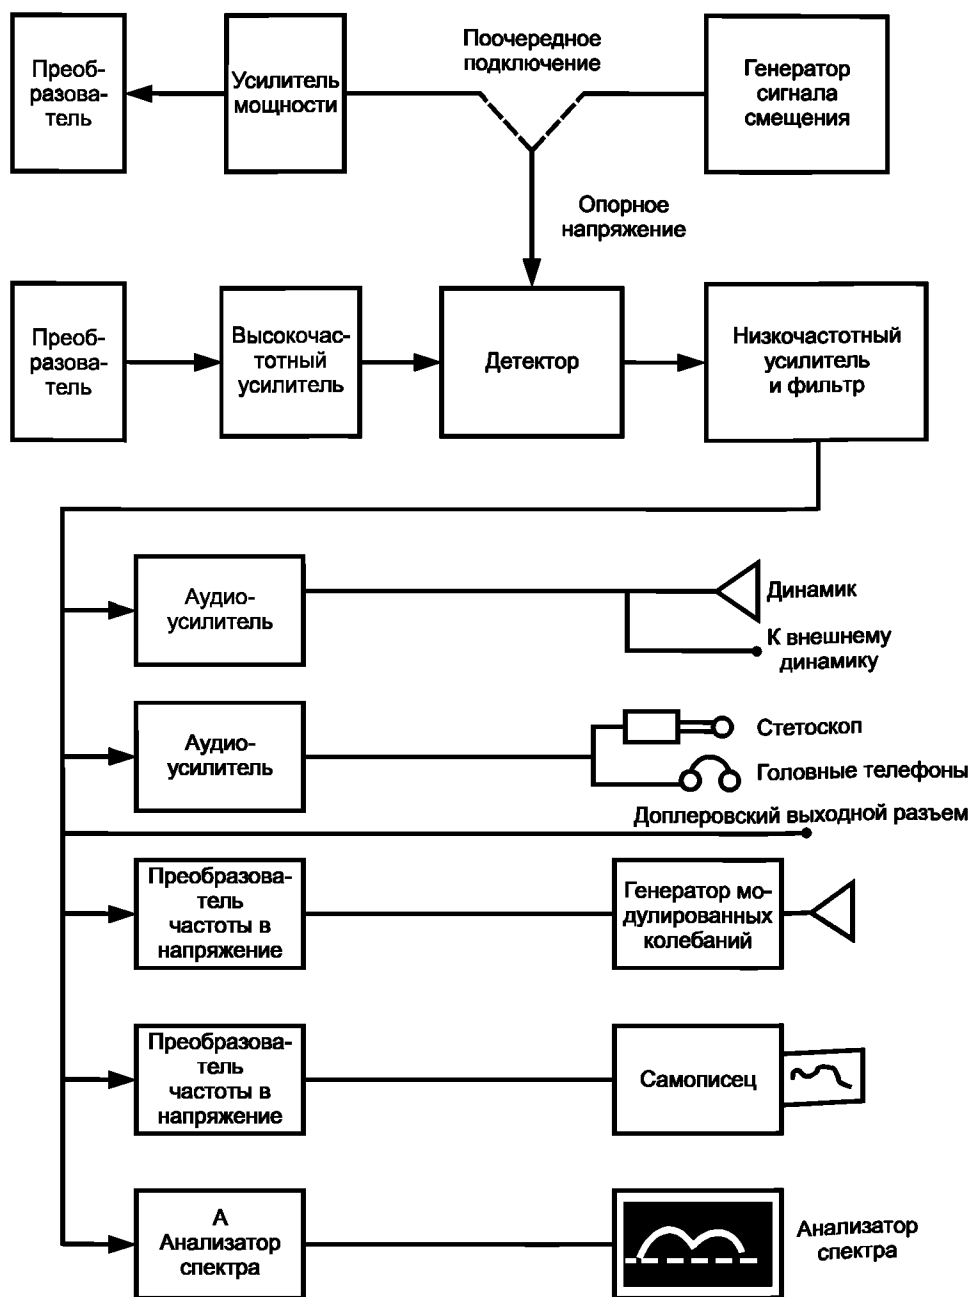 Преоб-
разова-
тель
Усилитель
мощности
Поочередное
подключение
Генератор
сигнала
смещения
Опорное
напряжение
Преоб-
разова-
тель
Высокочас-
тотный
усилитель
Детектор
Низкочастотный
усилитель
и фильтр
Аудио-
усилитель
Динамик
К внешнему
динамику
Аудио-
усилитель
Стетоскоп
Головные телефоны
Доплеровский выходной разъем
Преобразова-
тель
частоты в
напряжение
Генератор мо-
дулированных
колебаний
Преобразова-
тель
частоты в
напряжение
Самописец
А
Анализатор
спектра
Анализатор
спектра